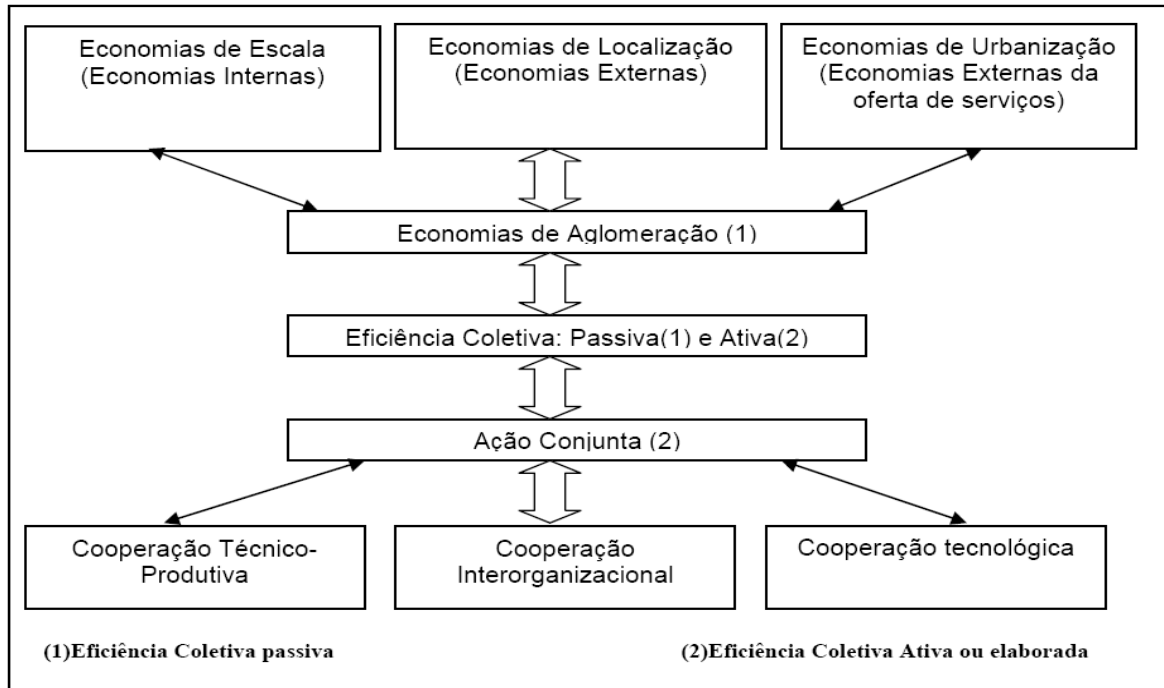 Economias de Escala
(Economias Internas)
Economias de Localização
(Economias Externas)
Economias de Urbanização
(Economias Externas da
oferta de serviços)
Economias de Aglomeração (1)
Eficiência Coletiva: Passiva(1) e Ativa(2)
Ação Conjunta (2)
Cooperação Técnico-
Produtiva
Cooperação
Interorganizacional
Cooperação tecnológica
(1)Eficiência Coletiva passiva
(2)Eficiência Coletiva Ativa ou elaborada